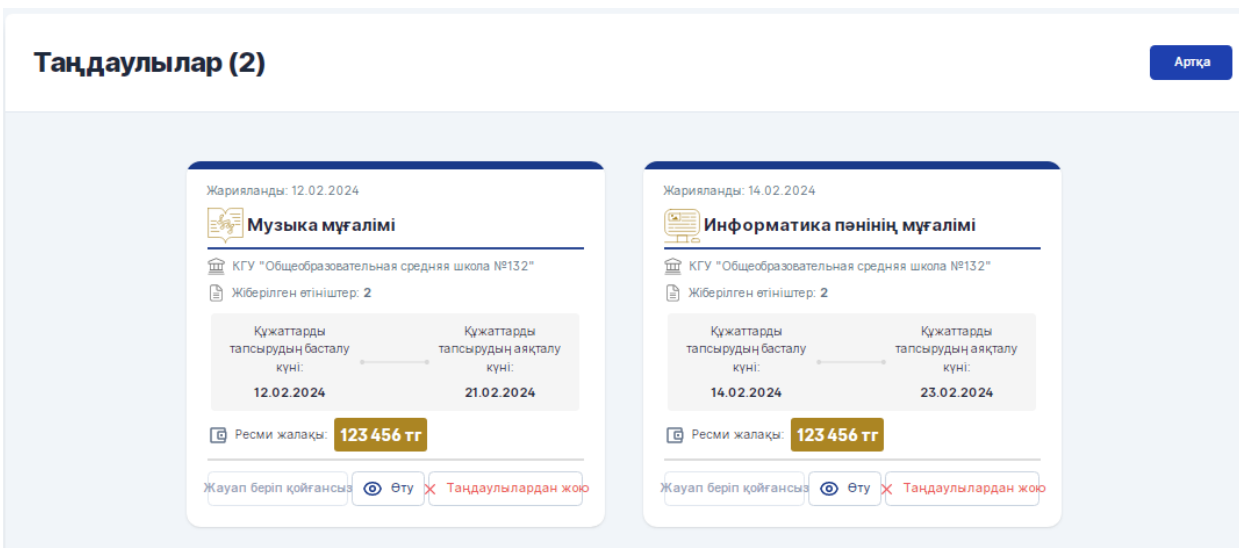 Таңдаулылар (2)
Артқа
Жарияланды: 12.02.2024
Музыка мұғалімі
КГУ "Общеобразовательная средняя школа №132"
Жіберілген өтініштер: 2
Құжаттарды тапсырудың басталу күні:
12.02.2024
Құжаттарды тапсырудың аяқталу күні:
21.02.2024
Ресми жалақы: 123 456 тг
Жауап беріп қойғансыз
Өту
Таңдаулылардан жою
Жарияланды: 14.02.2024
Информатика пәнінің мұғалімі
КГУ "Общеобразовательная средняя школа №132"
Жіберілген өтініштер: 2
Құжаттарды тапсырудың басталу күні:
14.02.2024
Құжаттарды тапсырудың аяқталу күні:
23.02.2024
Ресми жалақы: 123 456 тг
Жауап беріп қойғансыз
Өту
Таңдаулылардан жою